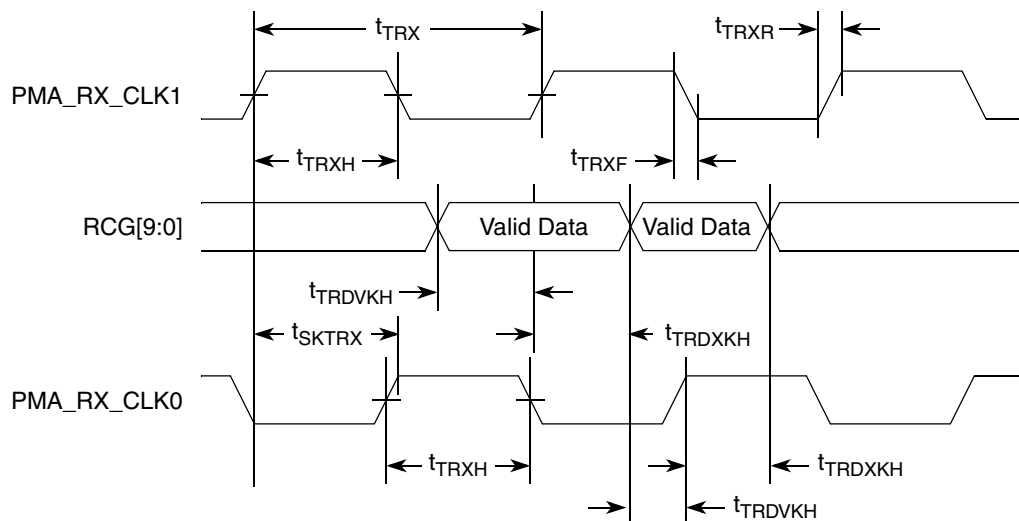 tTRX
tTRXR
PMA_RX_CLK1
tTRXH
tTRXF
RCG[9:0]
Valid Data
Valid Data
tTRDVKH
tSKTRX
tTRDXKH
PMA_RX_CLK0
tTRXH
tTRDXKH
tTRDVKH